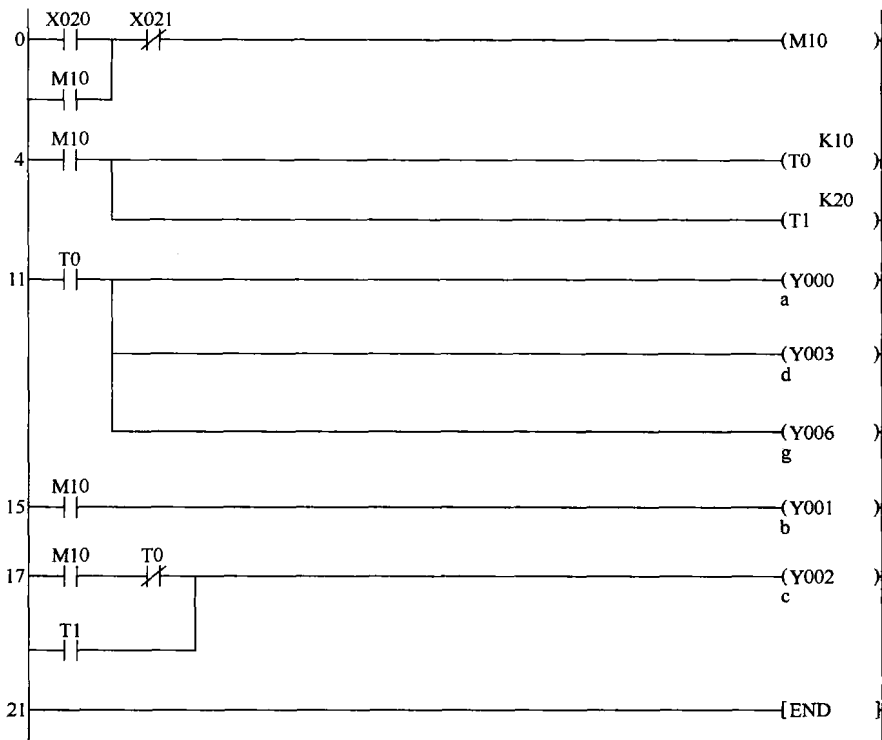 X020 X021
0 (M10 )
M10
M10 K10
4 (T0 )
K20
(T1 )
T0
11 (Y000 )
a
(Y003 )
d
(Y006 )
g
M10
15 (Y001 )
b
M10 T0
17 (Y002 )
c
T1
21 [END ]